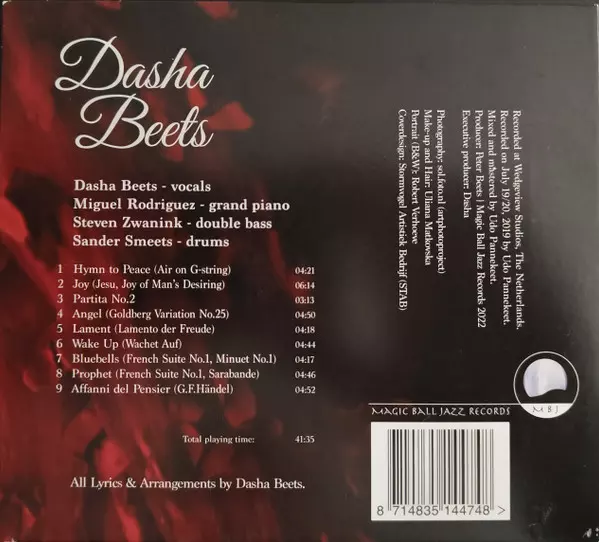 Dasha
Beets
Dasha Beets - vocals
Miguel Rodriguez - grand piano
Steven Zwanink - double bass
Sander Smeets - drums
1 Hymn to Peace (Air on G-string) 04:21
2 Joy (Jesu, Joy of Man's Desiring) 06:14
3 Partita No.2 03:13
4 Angel (Goldberg Variation No.25) 04:50
5 Lament (Lamento der Freude) 04:18
6 Wake Up (Wachet Auf) 04:44
7 Bluebells (French Suite No.1, Minuet No.1) 04:17
8 Prophet (French Suite No.1, Sarabande) 04:46
9 Affanni del Pensier (G.F.Händel) 04:52
Total playing time: 41:35
All Lyrics & Arrangements by Dasha Beets.
Recorded at Wedgeview Studios, The Netherlands.
Recorded on July 19/20, 2019 by Udo Pannekeet.
Mixed and mastered by Udo Pannekeet.
Producer: Peter Beets | Magic Ball Jazz Records 2022
Executive producer: Dasha
Photography: sol.foto.nl (artphotoproject)
Make-up and Hair: Uliana Matkovska
Portrait (B&W): Robert Verhoeve
Coverdesign: Stormvogel Artistiek Bedrijf (STAB)
M B J
MAGIC BALL JAZZ RECORDS
8 714835 144748 >